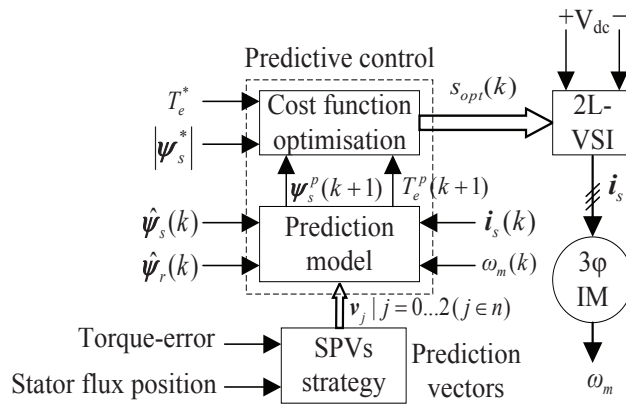 +V_dc −
Predictive control
T_e^*
Cost function
optimisation
s_opt(k)
2L-
VSI
|ψ_s^*|
ψ_s^p(k+1)
T_e^p(k+1)
i_s
ψ̂_s(k)
Prediction
model
i_s(k)
ψ̂_r(k)
ω_m(k)
3φ
IM
v_j | j = 0...2(j ∈ n)
Torque-error
SPVs
strategy
Prediction
vectors
Stator flux position
ω_m